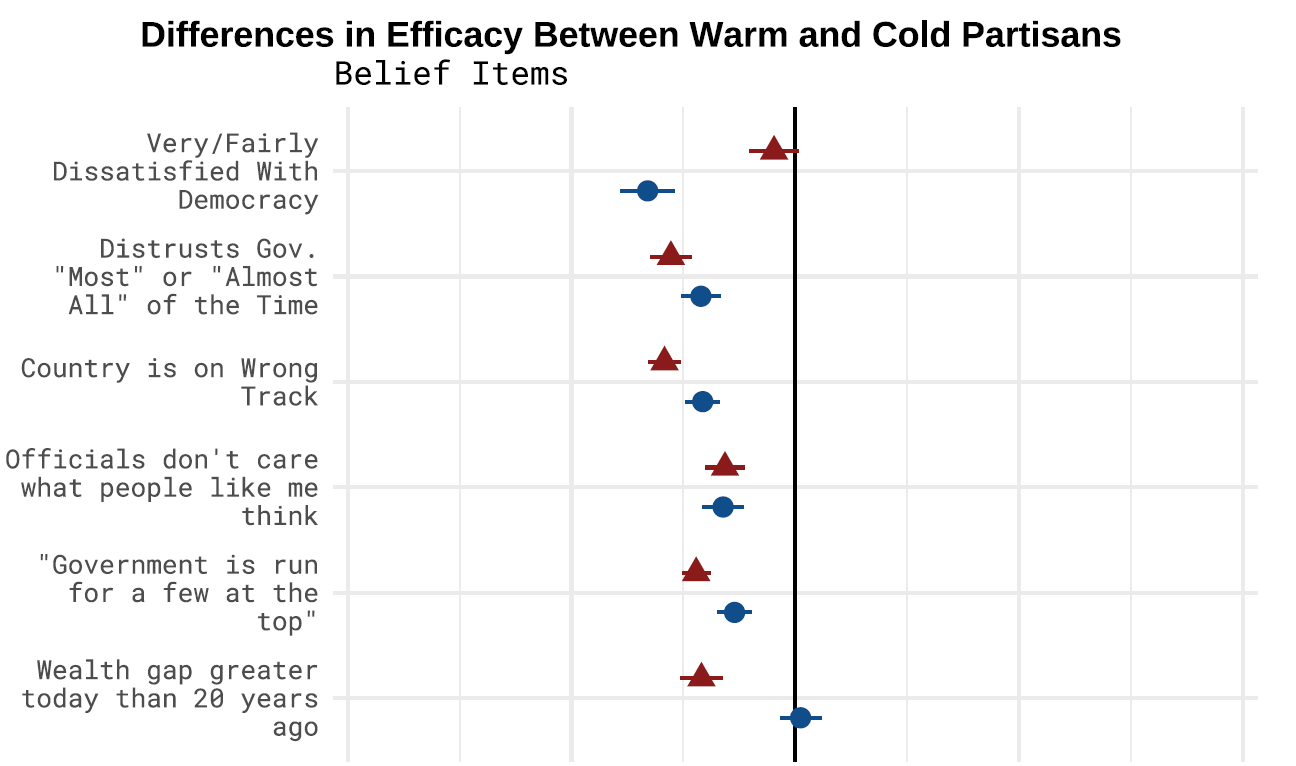 Differences in Efficacy Between Warm and Cold Partisans
Belief Items
Very/Fairly
Dissatisfied With
Democracy
Distrusts Gov.
"Most" or "Almost
All" of the Time
Country is on Wrong
Track
Officials don't care
what people like me
think
"Government is run
for a few at the
top"
Wealth gap greater
today than 20 years
ago